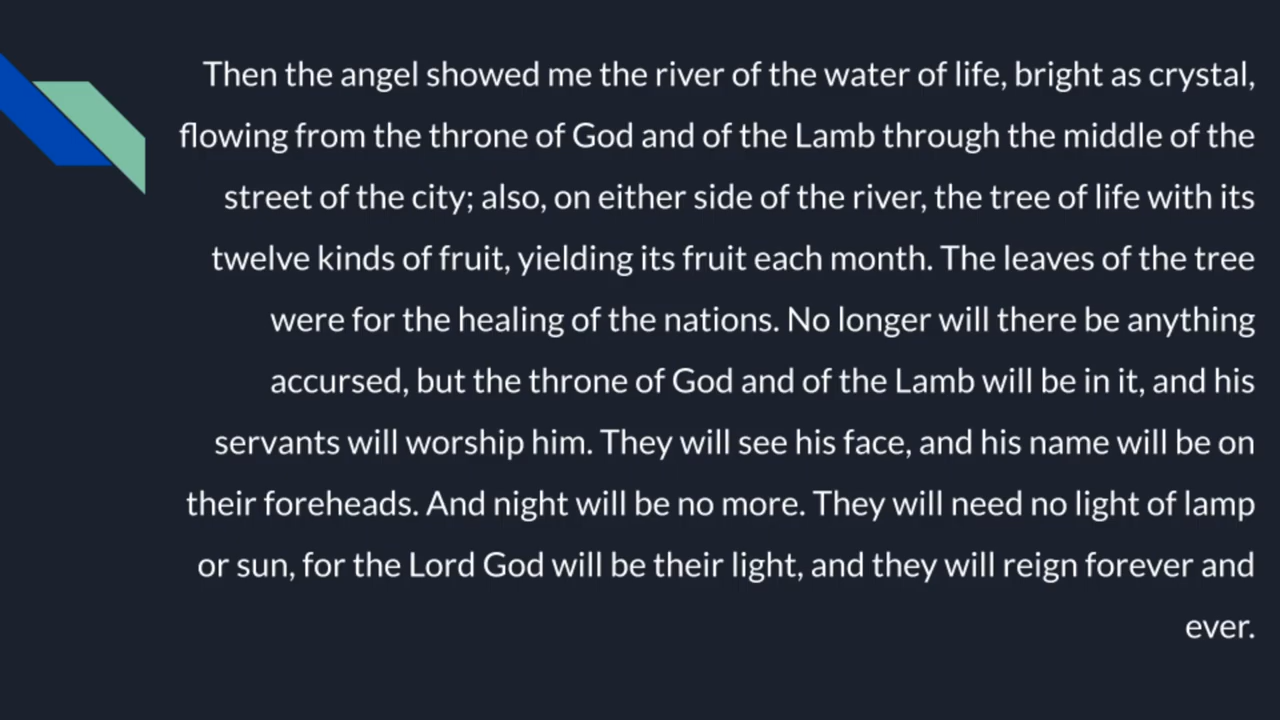 Then the angel showed me the river of the water of life, bright as crystal,
flowing from the throne of God and of the Lamb through the middle of the
street of the city; also, on either side of the river, the tree of life with its
twelve kinds of fruit, yielding its fruit each month. The leaves of the tree
were for the healing of the nations. No longer will there be anything
accursed, but the throne of God and of the Lamb will be in it, and his
servants will worship him. They will see his face, and his name will be on
their foreheads. And night will be no more. They will need no light of lamp
or sun, for the Lord God will be their light, and they will reign forever and
ever.